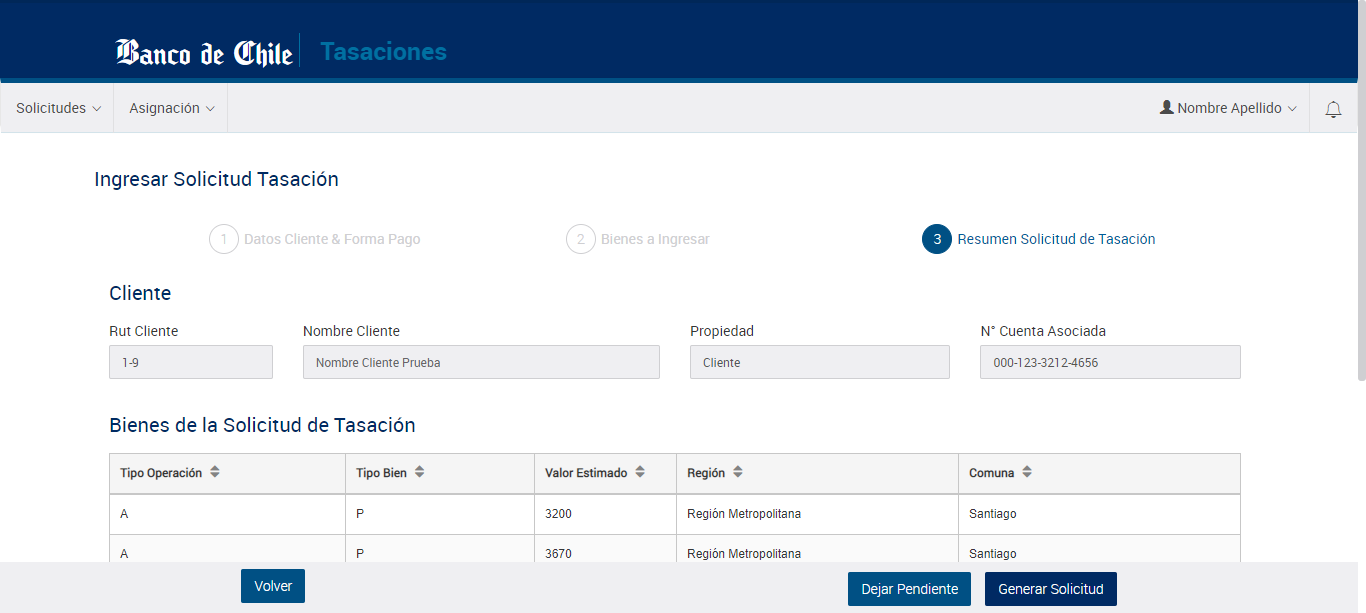 Banco de Chile Tasaciones
Solicitudes Asignación Nombre Apellido
Ingresar Solicitud Tasación
1 Datos Cliente & Forma Pago 2 Bienes a Ingresar 3 Resumen Solicitud de Tasación
Cliente
Rut Cliente Nombre Cliente Propiedad N° Cuenta Asociada
1-9 Nombre Cliente Prueba Cliente 000-123-3212-4656
Bienes de la Solicitud de Tasación
Tipo Operación Tipo Bien Valor Estimado Región Comuna
A P 3200 Región Metropolitana Santiago
A P 3670 Región Metropolitana Santiago
Volver Dejar Pendiente Generar Solicitud